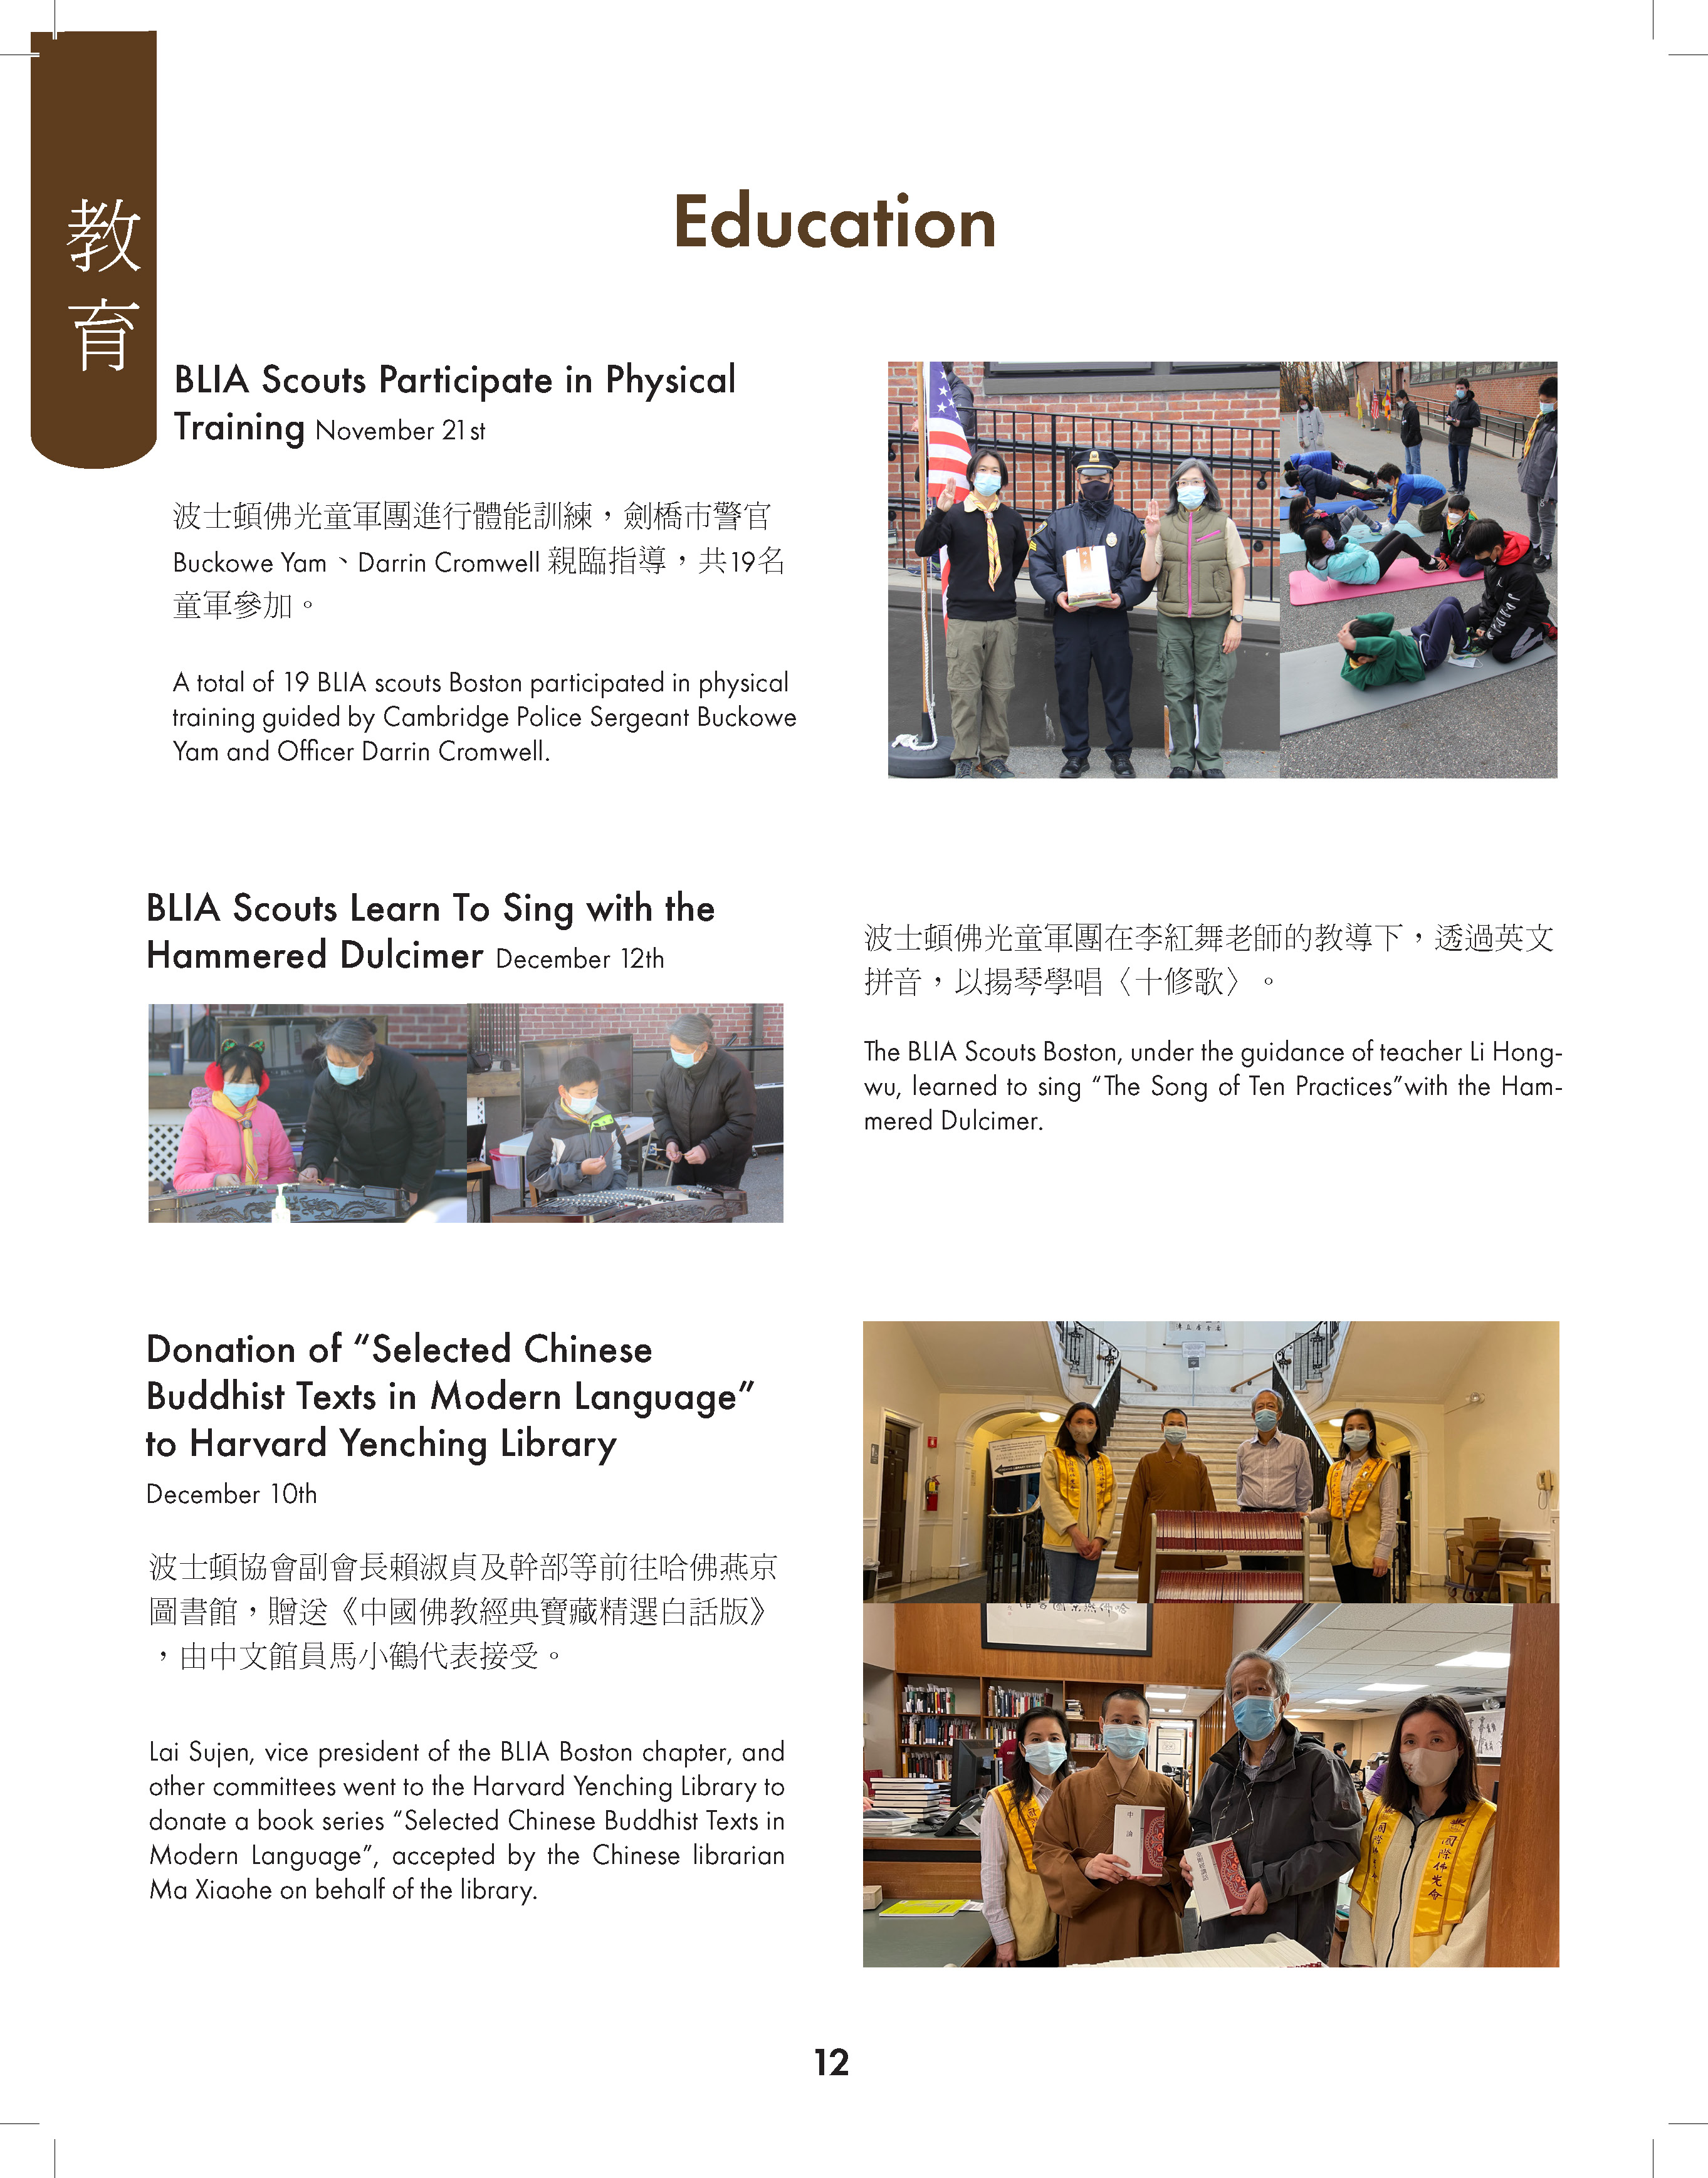 教育
Education
BLIA Scouts Participate in Physical
Training November 21st
波士頓佛光童軍團進行體能訓練，劍橋市警官
Buckowe Yam、Darrin Cromwell 親臨指導，共19名
童軍參加。
A total of 19 BLIA scouts Boston participated in physical
training guided by Cambridge Police Sergeant Buckowe
Yam and Officer Darrin Cromwell.
BLIA Scouts Learn To Sing with the
Hammered Dulcimer December 12th
波士頓佛光童軍團在李紅舞老師的教導下，透過英文
拼音，以揚琴學唱〈十修歌〉。
The BLIA Scouts Boston, under the guidance of teacher Li Hong-
wu, learned to sing “The Song of Ten Practices”with the Ham-
mered Dulcimer.
Donation of “Selected Chinese
Buddhist Texts in Modern Language”
to Harvard Yenching Library
December 10th
波士頓協會副會長賴淑貞及幹部等前往哈佛燕京
圖書館，贈送《中國佛教經典寶藏精選白話版》
，由中文館員馬小鶴代表接受。
Lai Sujen, vice president of the BLIA Boston chapter, and
other committees went to the Harvard Yenching Library to
donate a book series “Selected Chinese Buddhist Texts in
Modern Language”, accepted by the Chinese librarian
Ma Xiaohe on behalf of the library.
中論
國際佛光會
12